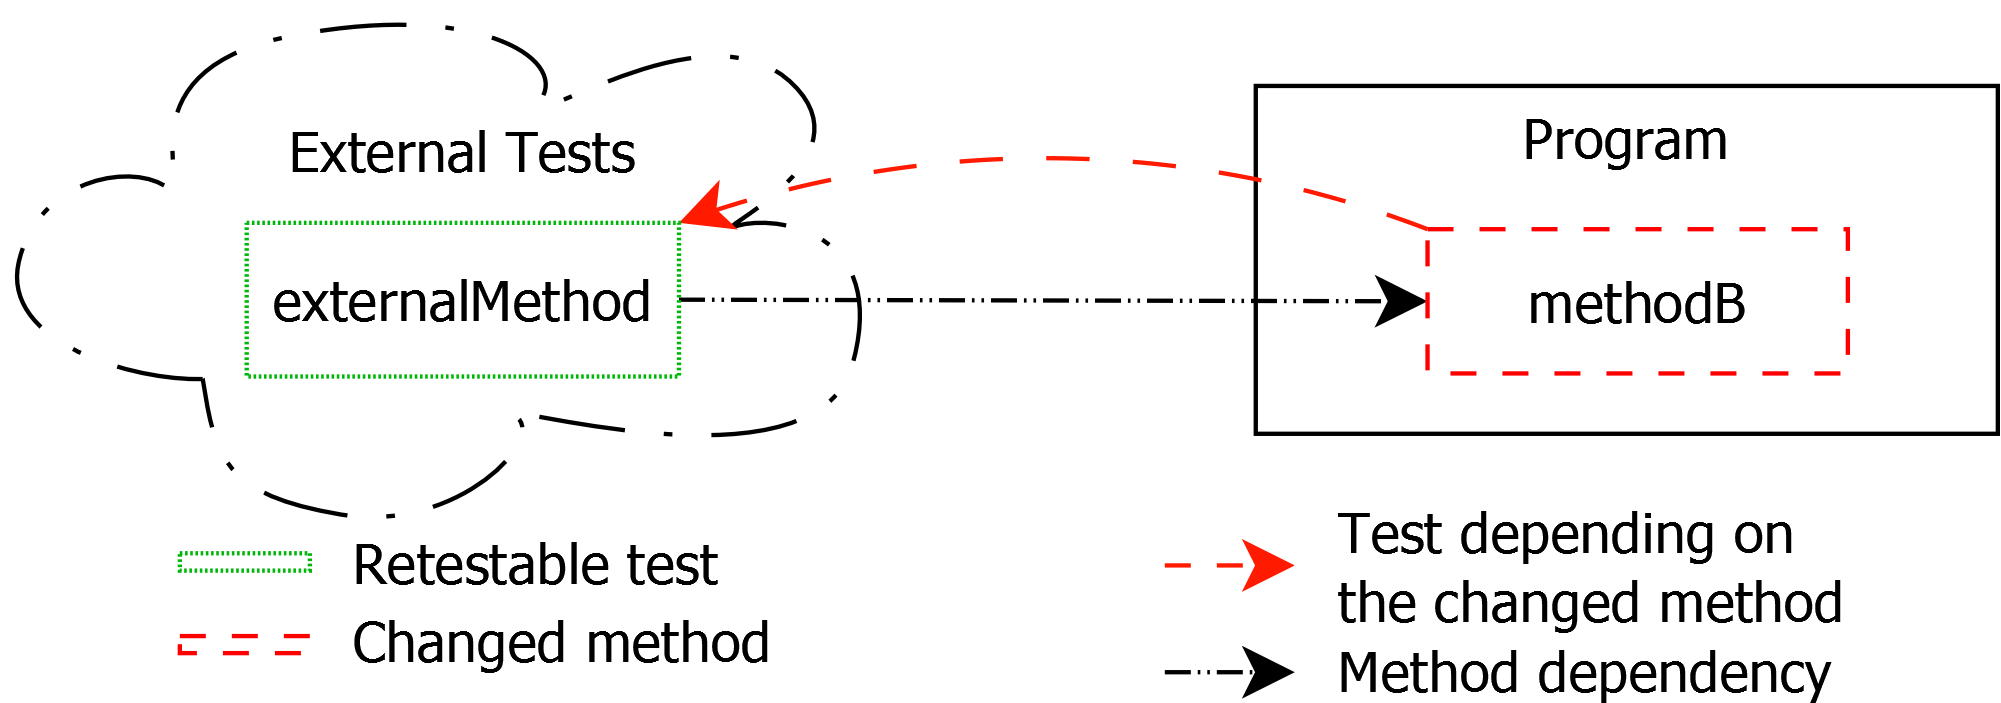 External Tests
externalMethod
Program
methodB
Retestable test
Changed method
Test depending on
the changed method
Method dependency